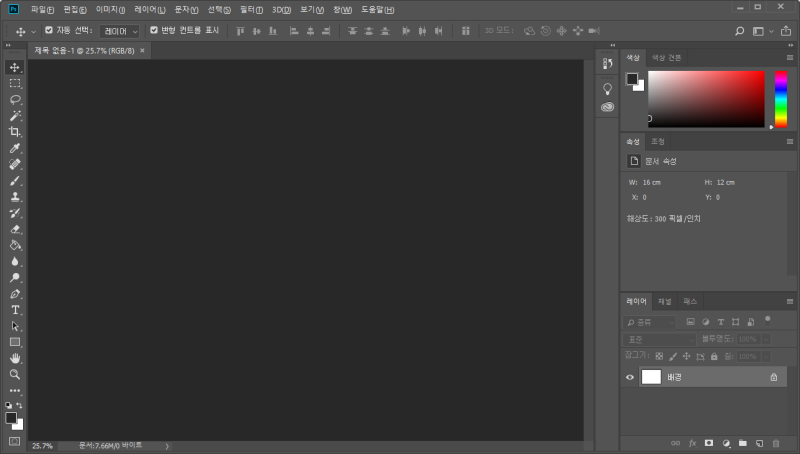 Ps 파일(F) 편집(E) 이미지(I) 레이어(L) 문자(Y) 선택(S) 필터(T) 3D(D) 보기(V) 창(W) 도움말(H)
자동 선택: 레이어 변형 컨트롤 표시 3D 모드:
제목 없음-1 @ 25.7% (RGB/8) ×
색상 색상 견본
속성 조정
문서 속성
W: 16 cm H: 12 cm
X: 0 Y: 0
해상도: 300 픽셀/인치
레이어 채널 패스
종류
표준 불투명도: 100%
잠그기: 칠: 100%
배경
25.7% 문서:7.66M/0 바이트